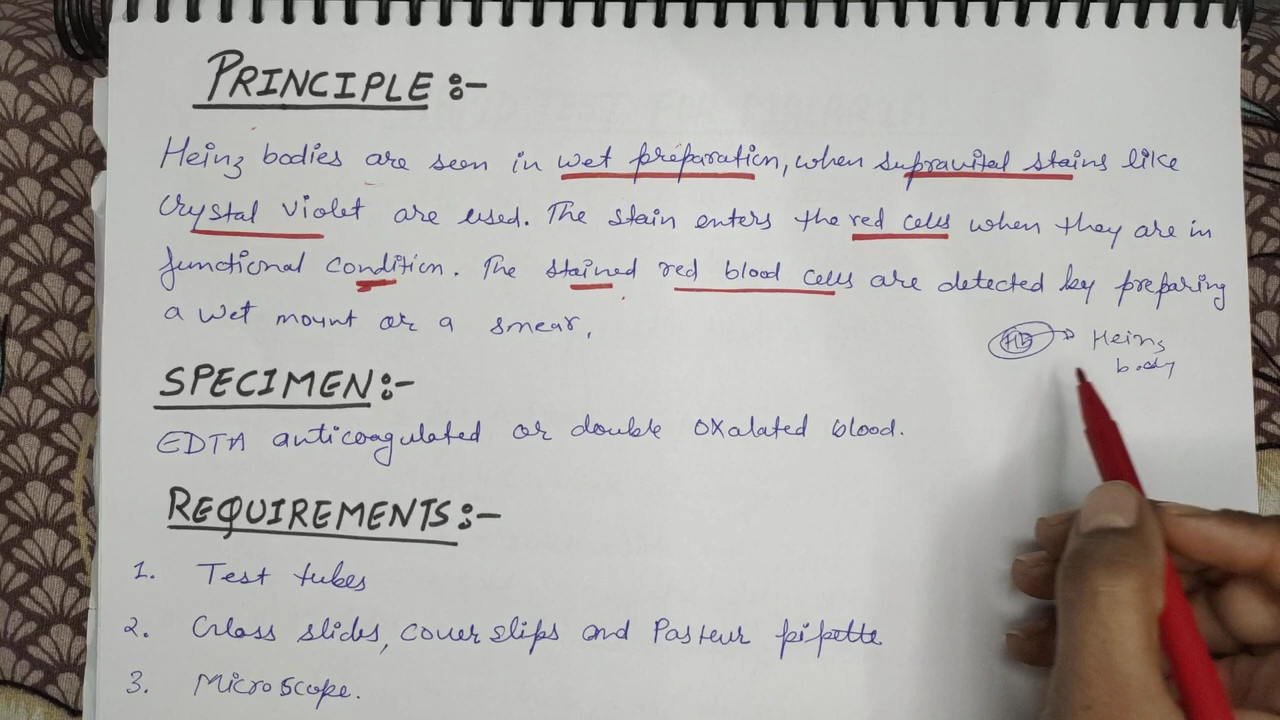 PRINCIPLE:-
Heinz bodies are seen in wet preparation, when supravital stains like
crystal violet are used. The stain enters the red cells when they are in
functional condition. The stained red blood cells are detected by preparing
a wet mount or a smear.
Heinz
body
SPECIMEN:-
EDTA anticoagulated or double oxalated blood.
REQUIREMENTS:-
1. Test tubes
2. Glass slides, cover slips and Pasteur pipette
3. Microscope.